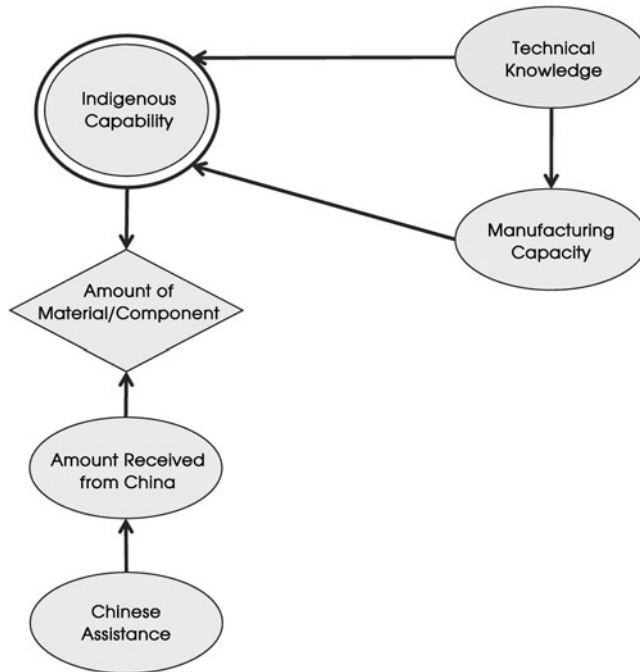 Technical
Knowledge
Indigenous
Capability
Manufacturing
Capacity
Amount of
Material/Component
Amount Received
from China
Chinese
Assistance